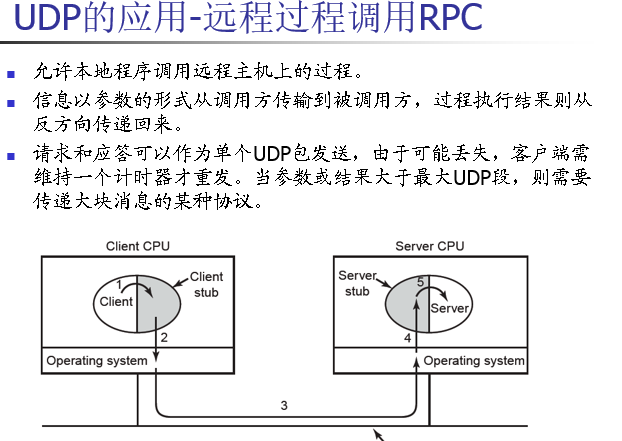 UDP的应用-远程过程调用RPC
允许本地程序调用远程主机上的过程。
信息以参数的形式从调用方传输到被调用方，过程执行结果则从
反方向传递回来。
请求和应答可以作为单个UDP包发送，由于可能丢失，客户端需
维持一个计时器才重发。当参数或结果大于最大UDP段，则需要
传递大块消息的某种协议。
Client CPU
Server CPU
1
Client
Client
stub
2
Operating system
Server
stub
5
Server
4
Operating system
3